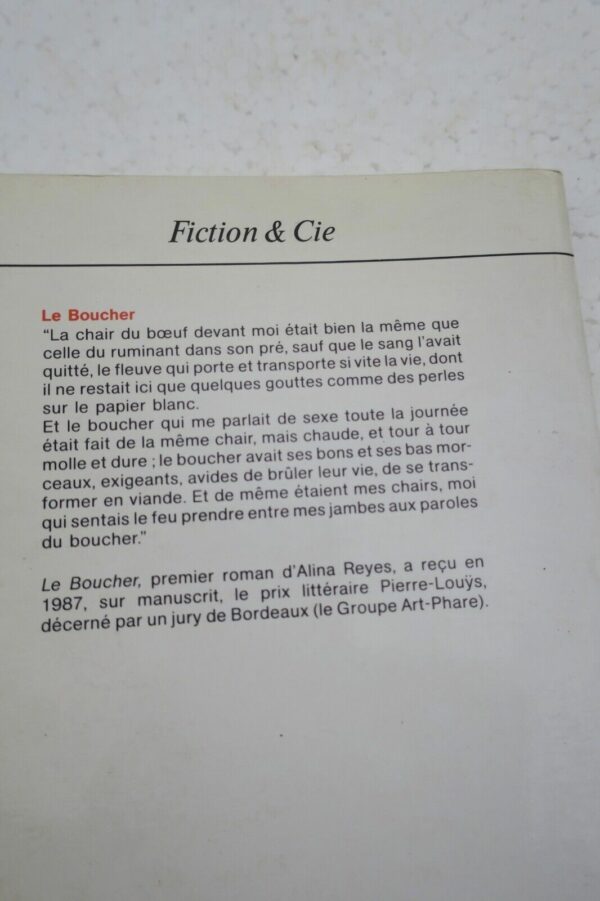 Fiction & Cie
Le Boucher
“La chair du bœuf devant moi était bien la même que
celle du ruminant dans son pré, sauf que le sang l’avait
quitté, le fleuve qui porte et transporte si vite la vie, dont
il ne restait ici que quelques gouttes comme des perles
sur le papier blanc.
Et le boucher qui me parlait de sexe toute la journée
était fait de la même chair, mais chaude, et tour à tour
molle et dure ; le boucher avait ses bons et ses bas mor-
ceaux, exigeants, avides de brûler leur vie, de se trans-
former en viande. Et de même étaient mes chairs, moi
qui sentais le feu prendre entre mes jambes aux paroles
du boucher.”
Le Boucher, premier roman d’Alina Reyes, a reçu en
1987, sur manuscrit, le prix littéraire Pierre-Louÿs,
décerné par un jury de Bordeaux (le Groupe Art-Phare).